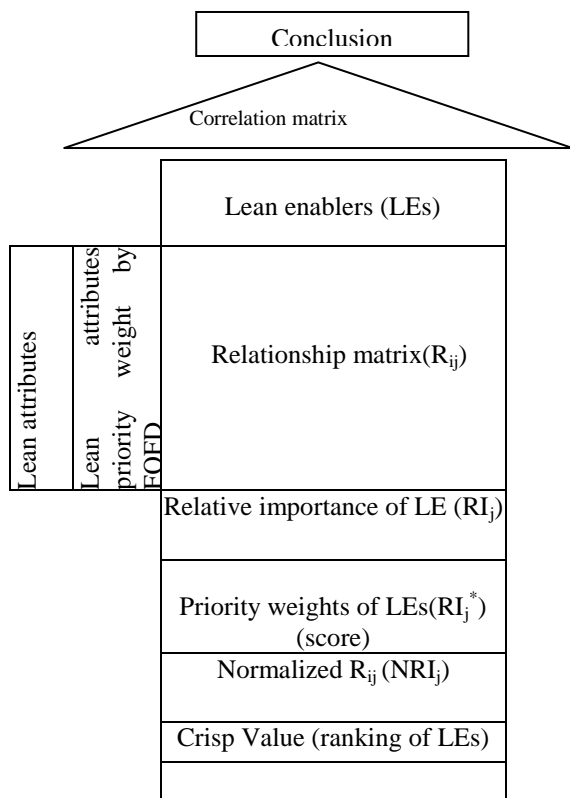 Conclusion
Correlation matrix
Lean enablers (LEs)
Lean attributes
Lean attributes
priority weight by
FQFD
Relationship matrix(Rij)
Relative importance of LE (RIj)
Priority weights of LEs(RIj*)
(score)
Normalized Rij (NRIj)
Crisp Value (ranking of LEs)